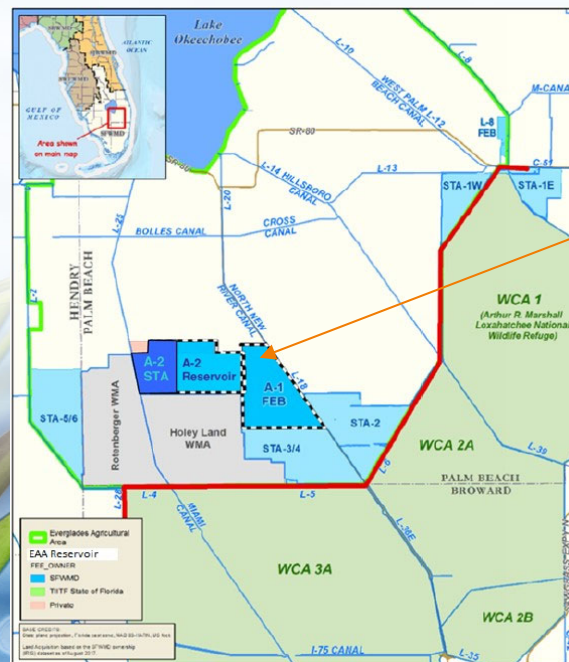 Lake
Okeechobee
ATLANTIC
OCEAN
GULF OF
MEXICO
SFWMD
Area shown
on main map
L-10
L-8
WEST PALM L-12
BEACH CANAL
M-CANAL
L-8
FEB
SR-80
SR-80
C-51
L-13
L-14 HILLSBORO
CANAL
STA-1W
STA-1E
L-20
L-25
CROSS
CANAL
BOLLES CANAL
HENDRY
PALM BEACH
NORTH NEW
RIVER CANAL
WCA 1
(Arthur R. Marshall
Loxahatchee National
Wildlife Refuge)
A-2
STA
A-2
Reservoir
A-1
FEB
L-18
STA-5/6
Rotenberger WMA
Holey Land
WMA
STA-2
STA-3/4
L-6
WCA 2A
L-39
PALM BEACH
BROWARD
L-4
L-5
MIAMI
CANAL
WCA 3A
WCA 2B
I-75 CANAL
L-35
Everglades Agricultural
Area
EAA Reservoir
FEE_OWNER
SFWMD
TIITF State of Florida
Private